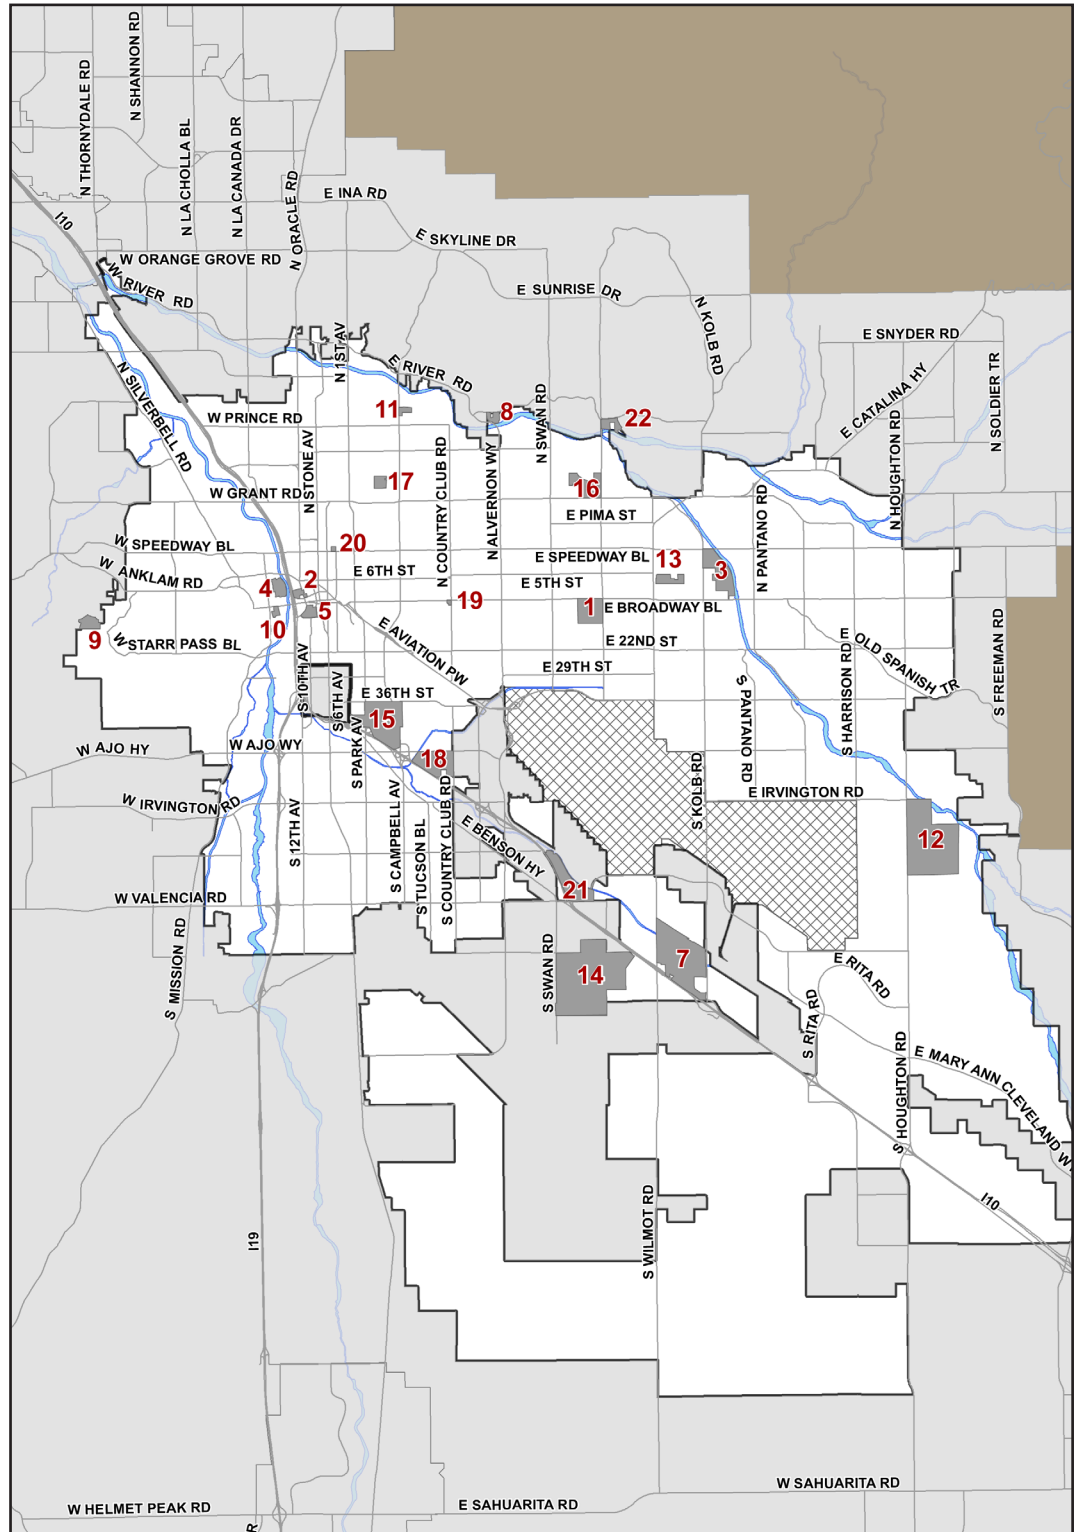 N SHANNON RD
N THORNYDALE RD
N LA CHOLLA BL
N LA CANADA DR
N ORACLE RD
E INA RD
I10
E SKYLINE DR
W ORANGE GROVE RD
W RIVER RD
E SUNRISE DR
N KOLB RD
E SNYDER RD
N 1ST AV
E RIVER RD
N SILVERBELL RD
E CATALINA HY
N SOLDIER TR
N SWAN RD
11
8
22
W PRINCE RD
N HOUGHTON RD
N STONE AV
N COUNTRY CLUB RD
N ALVERNON WY
17
16
W GRANT RD
N PANTANO RD
E PIMA ST
W SPEEDWAY BL
20
E SPEEDWAY BL
13
3
W ANKLAM RD
E 6TH ST
E 5TH ST
4
2
19
1
E BROADWAY BL
5
10
9
W STARR PASS BL
E AVIATION PW
E 22ND ST
E OLD SPANISH TR
S FREEMAN RD
E 29TH ST
S 10TH AV
S 6TH AV
E 36TH ST
15
S PANTANO RD
S HARRISON RD
W AJO HY
W AJO WY
S PARK AV
18
S KOLB RD
E IRVINGTON RD
W IRVINGTON RD
S 12TH AV
S CAMPBELL AV
S TUCSON BL
S COUNTRY CLUB RD
E BENSON HY
12
W VALENCIA RD
21
S MISSION RD
S SWAN RD
14
7
E RITA RD
S RITA RD
S HOUGHTON RD
E MARY ANN CLEVELAND W
I10
S WILMOT RD
I19
W SAHUARITA RD
W HELMET PEAK RD
E SAHUARITA RD
R